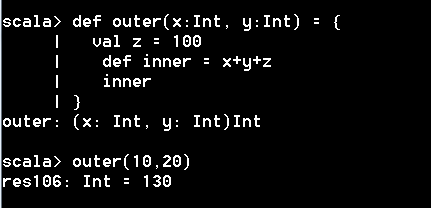 scala> def outer(x:Int, y:Int) = {
     |   val z = 100
     |    def inner = x+y+z
     |    inner
     | }
outer: (x: Int, y: Int)Int
scala> outer(10,20)
res106: Int = 130